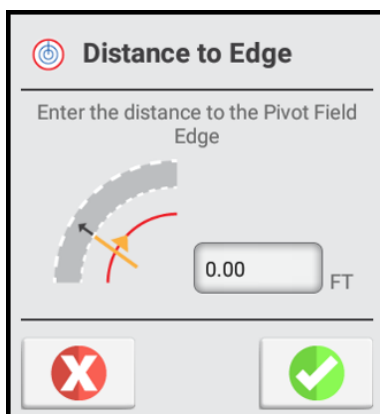 Distance to Edge
Enter the distance to the Pivot Field
Edge
0.00
FT